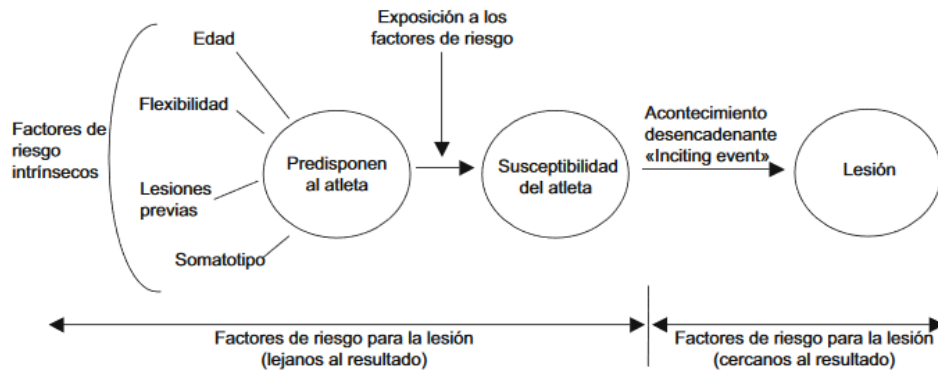 Exposición a los
factores de riesgo
Edad
Flexibilidad
Factores de
riesgo
intrínsecos
Lesiones
previas
Somatotipo
Predisponen
al atleta
Susceptibilidad
del atleta
Acontecimiento
desencadenante
«Inciting event»
Lesión
Factores de riesgo para la lesión
(lejanos al resultado)
Factores de riesgo para la lesión
(cercanos al resultado)